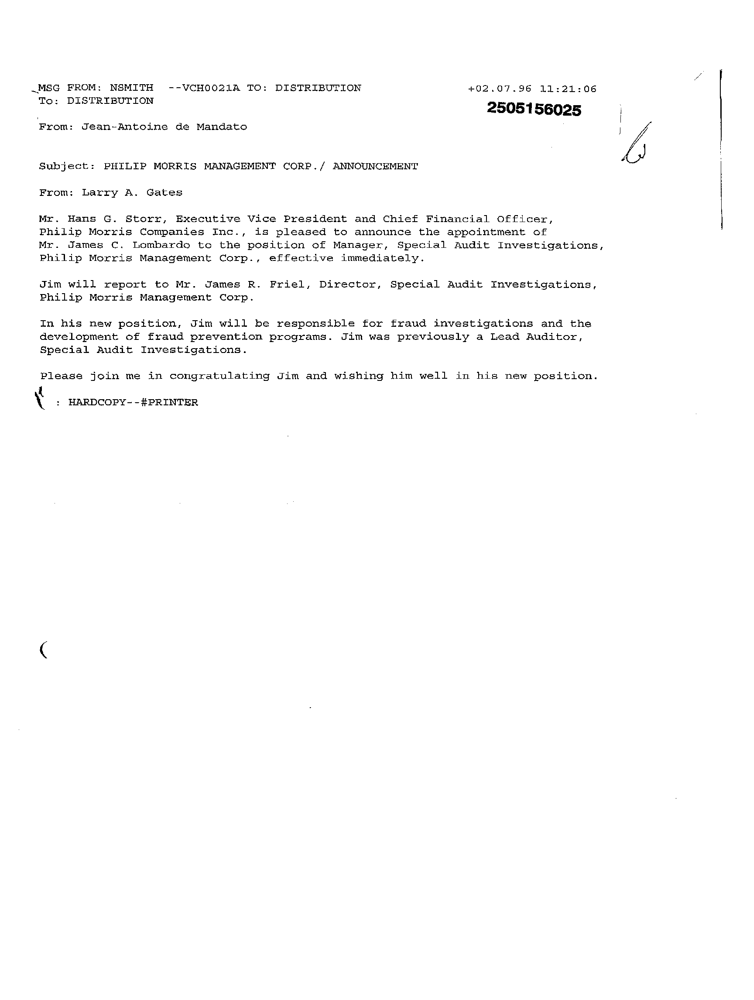 MSG FROM: NSMITH --VCH0021A TO: DISTRIBUTION +02.07.96 11:21:06
To: DISTRIBUTION
2505156025
From: Jean-Antoine de Mandato
Subject: PHILIP MORRIS MANAGEMENT CORP./ ANNOUNCEMENT
From: Larry A. Gates
Mr. Hans G. Storr, Executive Vice President and Chief Financial Officer,
Philip Morris Companies Inc., is pleased to announce the appointment of
Mr. James C. Lombardo to the position of Manager, Special Audit Investigations,
Philip Morris Management Corp., effective immediately.
Jim will report to Mr. James R. Friel, Director, Special Audit Investigations,
Philip Morris Management Corp.
In his new position, Jim will be responsible for fraud investigations and the
development of fraud prevention programs. Jim was previously a Lead Auditor,
Special Audit Investigations.
Please join me in congratulating Jim and wishing him well in his new position.
: HARDCOPY--#PRINTER